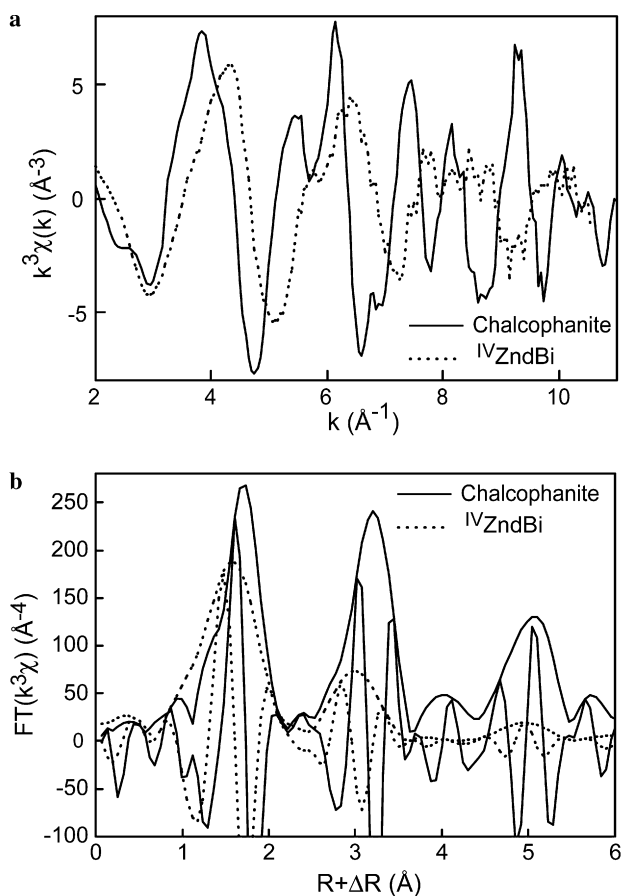 a
k³χ(k) (Å-3)
5
0
-5
Chalcophanite
ᴵⱽZndBi
2 4 6 8 10
k (Å⁻¹)
b
FT(k³χ) (Å-4)
250
200
150
100
50
0
-50
-100
Chalcophanite
ᴵⱽZndBi
0 1 2 3 4 5 6
R+ΔR (Å)